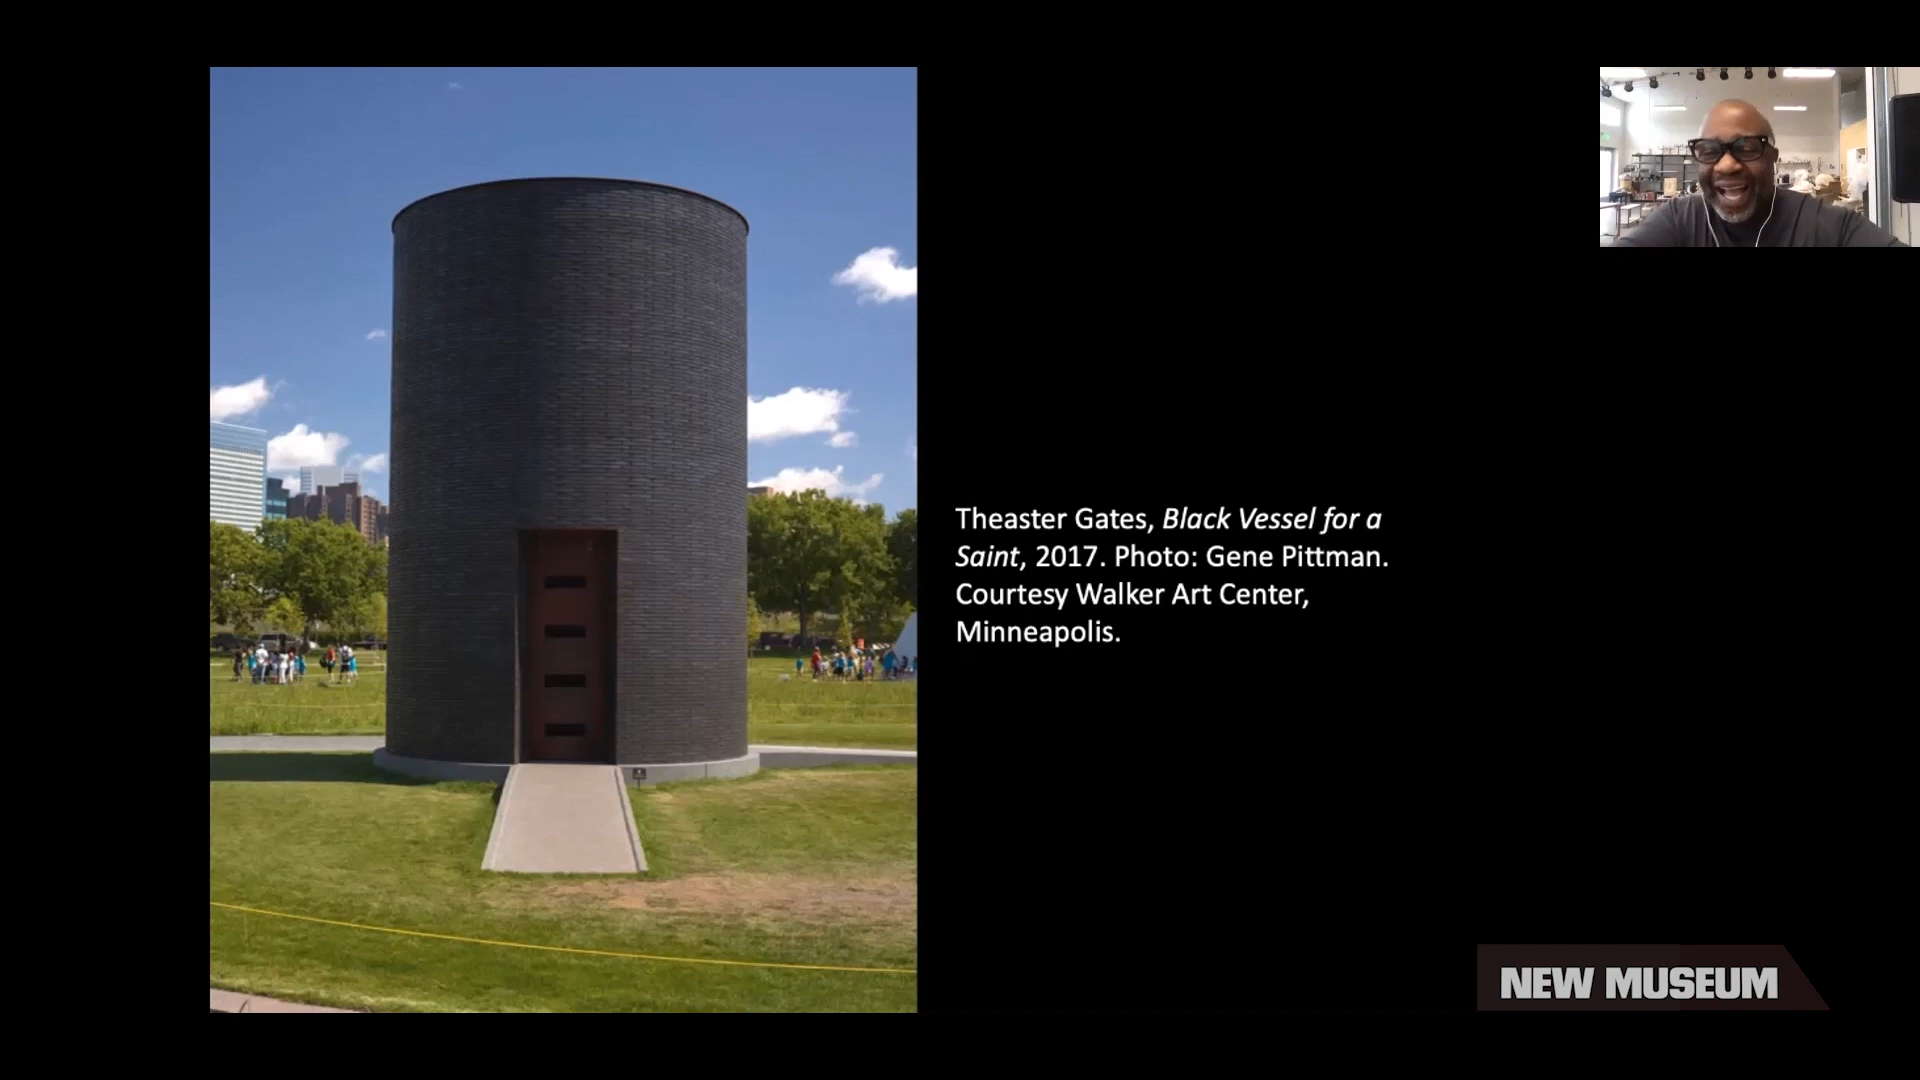 Theaster Gates, Black Vessel for a
Saint, 2017. Photo: Gene Pittman.
Courtesy Walker Art Center,
Minneapolis.
NEW MUSEUM